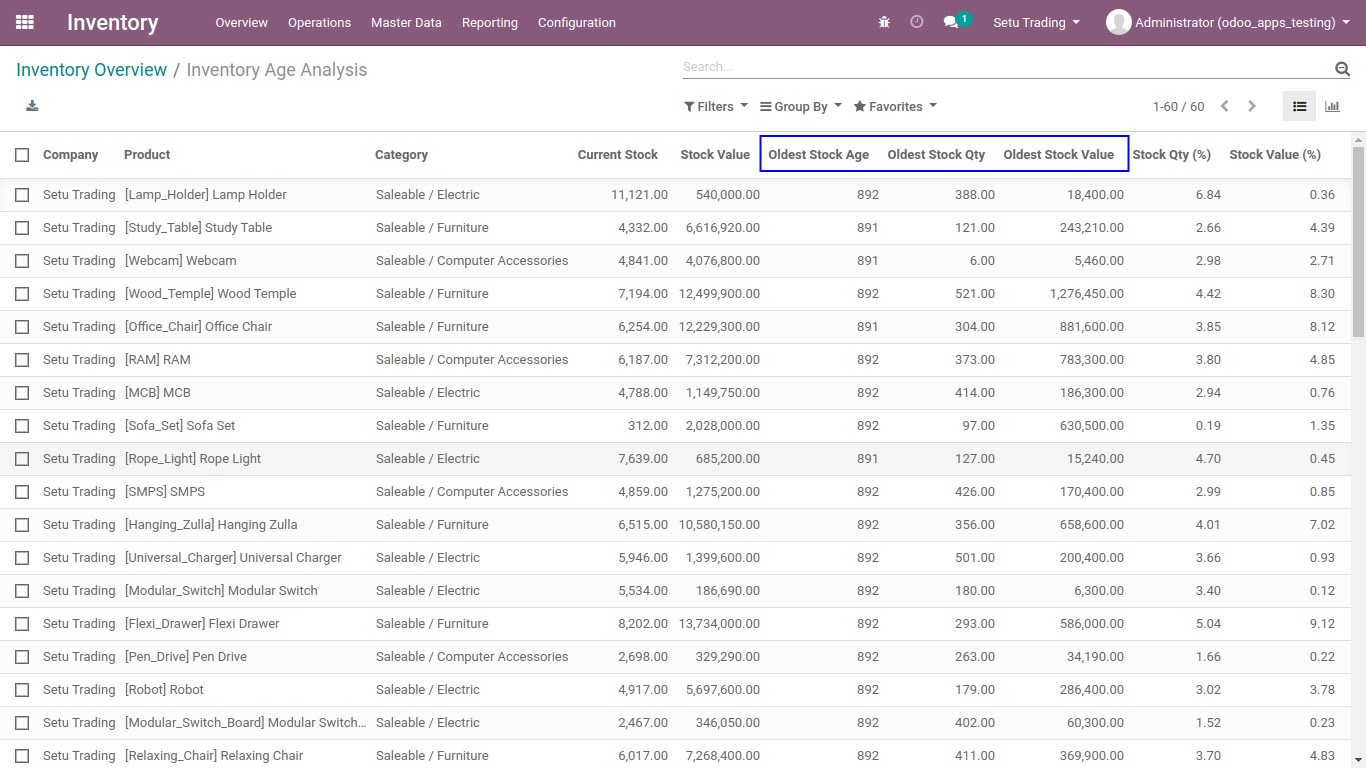 Inventory Overview Operations Master Data Reporting Configuration 1 Setu Trading Administrator (odoo_apps_testing)
Inventory Overview / Inventory Age Analysis Search...
Filters Group By Favorites 1-60 / 60
Company Product Category Current Stock Stock Value Oldest Stock Age Oldest Stock Qty Oldest Stock Value Stock Qty (%) Stock Value (%)
Setu Trading [Lamp_Holder] Lamp Holder Saleable / Electric 11,121.00 540,000.00 892 388.00 18,400.00 6.84 0.36
Setu Trading [Study_Table] Study Table Saleable / Furniture 4,332.00 6,616,920.00 891 121.00 243,210.00 2.66 4.39
Setu Trading [Webcam] Webcam Saleable / Computer Accessories 4,841.00 4,076,800.00 891 6.00 5,460.00 2.98 2.71
Setu Trading [Wood_Temple] Wood Temple Saleable / Furniture 7,194.00 12,499,900.00 892 521.00 1,276,450.00 4.42 8.30
Setu Trading [Office_Chair] Office Chair Saleable / Furniture 6,254.00 12,229,300.00 891 304.00 881,600.00 3.85 8.12
Setu Trading [RAM] RAM Saleable / Computer Accessories 6,187.00 7,312,200.00 892 373.00 783,300.00 3.80 4.85
Setu Trading [MCB] MCB Saleable / Electric 4,788.00 1,149,750.00 892 414.00 186,300.00 2.94 0.76
Setu Trading [Sofa_Set] Sofa Set Saleable / Furniture 312.00 2,028,000.00 892 97.00 630,500.00 0.19 1.35
Setu Trading [Rope_Light] Rope Light Saleable / Electric 7,639.00 685,200.00 891 127.00 15,240.00 4.70 0.45
Setu Trading [SMPS] SMPS Saleable / Computer Accessories 4,859.00 1,275,200.00 892 426.00 170,400.00 2.99 0.85
Setu Trading [Hanging_Zulla] Hanging Zulla Saleable / Furniture 6,515.00 10,580,150.00 892 356.00 658,600.00 4.01 7.02
Setu Trading [Universal_Charger] Universal Charger Saleable / Electric 5,946.00 1,399,600.00 892 501.00 200,400.00 3.66 0.93
Setu Trading [Modular_Switch] Modular Switch Saleable / Electric 5,534.00 186,690.00 892 180.00 6,300.00 3.40 0.12
Setu Trading [Flexi_Drawer] Flexi Drawer Saleable / Furniture 8,202.00 13,734,000.00 892 293.00 586,000.00 5.04 9.12
Setu Trading [Pen_Drive] Pen Drive Saleable / Computer Accessories 2,698.00 329,290.00 892 263.00 34,190.00 1.66 0.22
Setu Trading [Robot] Robot Saleable / Electric 4,917.00 5,697,600.00 892 179.00 286,400.00 3.02 3.78
Setu Trading [Modular_Switch_Board] Modular Switch... Saleable / Electric 2,467.00 346,050.00 892 402.00 60,300.00 1.52 0.23
Setu Trading [Relaxing_Chair] Relaxing Chair Saleable / Furniture 6,017.00 7,268,400.00 892 411.00 369,900.00 3.70 4.83